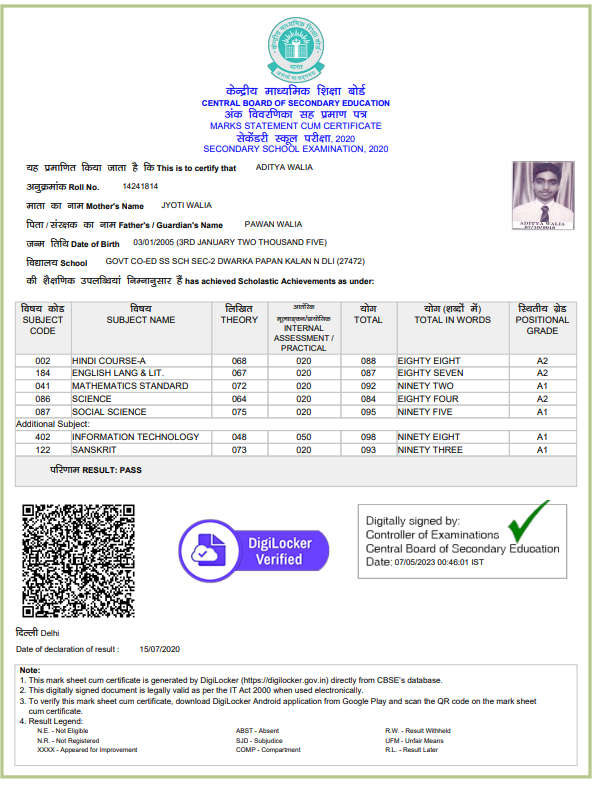 केन्द्रीय माध्यमिक शिक्षा बोर्ड
भारत
असतो मा सद्गमय
केन्द्रीय माध्यमिक शिक्षा बोर्ड
CENTRAL BOARD OF SECONDARY EDUCATION
अंक विवरणिका सह प्रमाण पत्र
MARKS STATEMENT CUM CERTIFICATE
सेकेंडरी स्कूल परीक्षा, 2020
SECONDARY SCHOOL EXAMINATION, 2020
यह प्रमाणित किया जाता है कि This is to certify that ADITYA WALIA
अनुक्रमांक Roll No. 14241814
माता का नाम Mother's Name JYOTI WALIA
पिता / संरक्षक का नाम Father's / Guardian's Name PAWAN WALIA
जन्म तिथि Date of Birth 03/01/2005 (3RD JANUARY TWO THOUSAND FIVE)
विद्यालय School GOVT CO-ED SS SCH SEC-2 DWARKA PAPAN KALAN N DLI (27472)
की शैक्षणिक उपलब्धियां निम्नानुसार हैं has achieved Scholastic Achievements as under:
ADITYA WALIA
विषय कोड SUBJECT CODE विषय SUBJECT NAME लिखित THEORY आतंरिक मूल्याङ्कन/प्रायोगिक INTERNAL ASSESSMENT / PRACTICAL योग TOTAL योग (शब्दों में) TOTAL IN WORDS स्थितीय ग्रेड POSITIONAL GRADE
002 HINDI COURSE-A 068 020 088 EIGHTY EIGHT A2
184 ENGLISH LANG & LIT. 067 020 087 EIGHTY SEVEN A2
041 MATHEMATICS STANDARD 072 020 092 NINETY TWO A1
086 SCIENCE 064 020 084 EIGHTY FOUR A2
087 SOCIAL SCIENCE 075 020 095 NINETY FIVE A1
Additional Subject:
402 INFORMATION TECHNOLOGY 048 050 098 NINETY EIGHT A1
122 SANSKRIT 073 020 093 NINETY THREE A1
परिणाम RESULT: PASS
DigiLocker
Verified
Digitally signed by:
Controller of Examinations
Central Board of Secondary Education
Date: 07/05/2023 00:46:01 IST
दिल्ली Delhi
Date of declaration of result : 15/07/2020
Note:
1. This mark sheet cum certificate is generated by DigiLocker (https://digilocker.gov.in) directly from CBSE's database.
2. This digitally signed document is legally valid as per the IT Act 2000 when used electronically.
3. To verify this mark sheet cum certificate, download DigiLocker Android application from Google Play and scan the QR code on the mark sheet
cum certificate.
4. Result Legend:
N.E. - Not Eligible ABST - Absent R.W. - Result Withheld
N.R. - Not Registered SJD - Subjudice UFM - Unfair Means
XXXX - Appeared for Improvement COMP - Compartment R.L. - Result Later